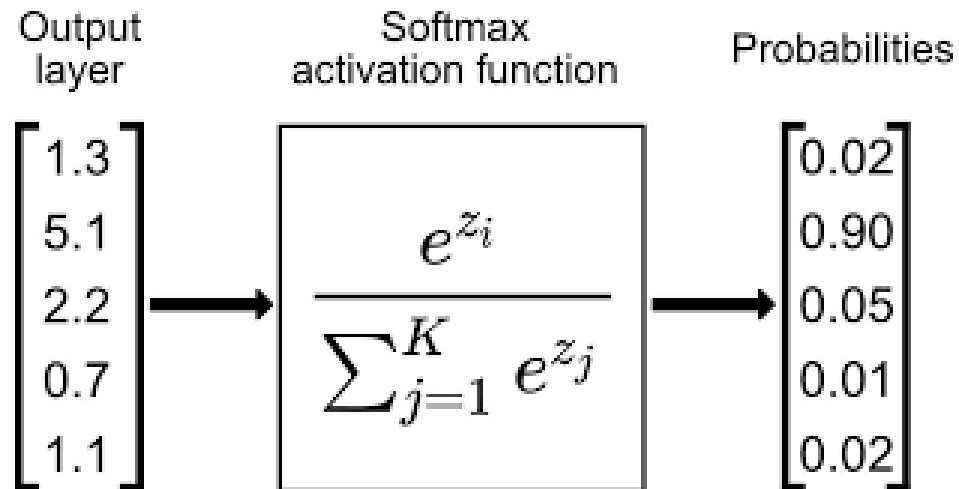 Output
layer
Softmax
activation function
Probabilities
1.3
5.1
2.2
0.7
1.1
e^{z_i}
∑_{j=1}^{K} e^{z_j}
0.02
0.90
0.05
0.01
0.02